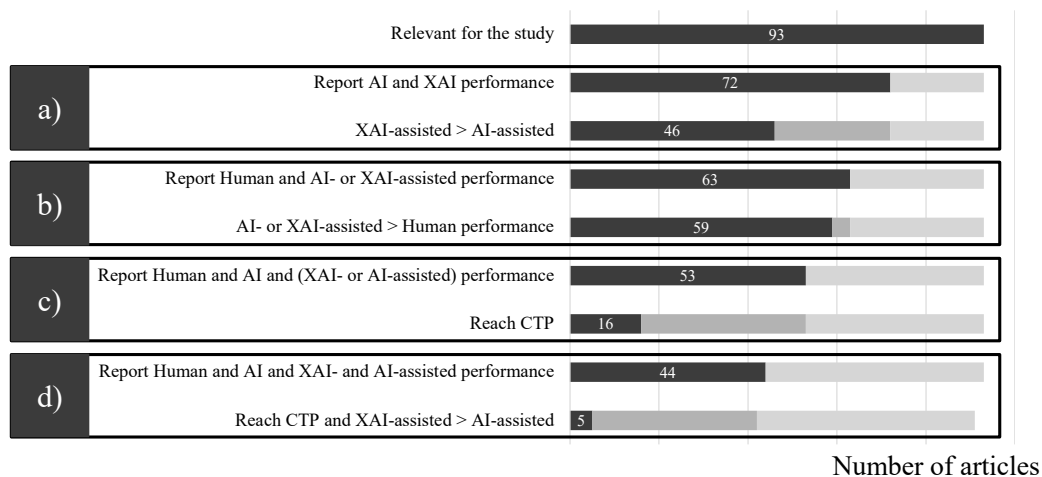 Relevant for the study 93
a)
Report AI and XAI performance 72
XAI-assisted > AI-assisted 46
b)
Report Human and AI- or XAI-assisted performance 63
AI- or XAI-assisted > Human performance 59
c)
Report Human and AI and (XAI- or AI-assisted) performance 53
Reach CTP 16
d)
Report Human and AI and XAI- and AI-assisted performance 44
Reach CTP and XAI-assisted > AI-assisted 5
Number of articles